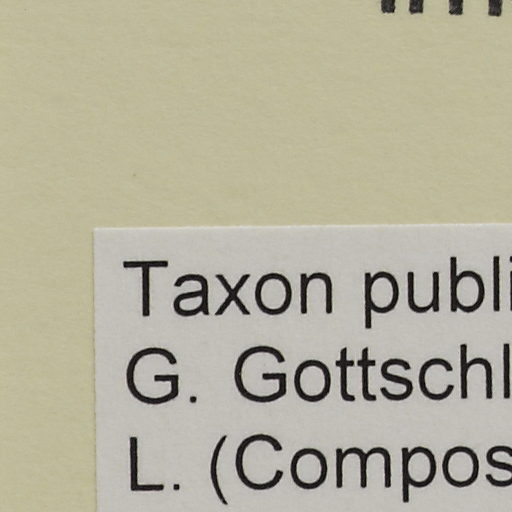 Taxon publi
G. Gottschl
L. (Compos